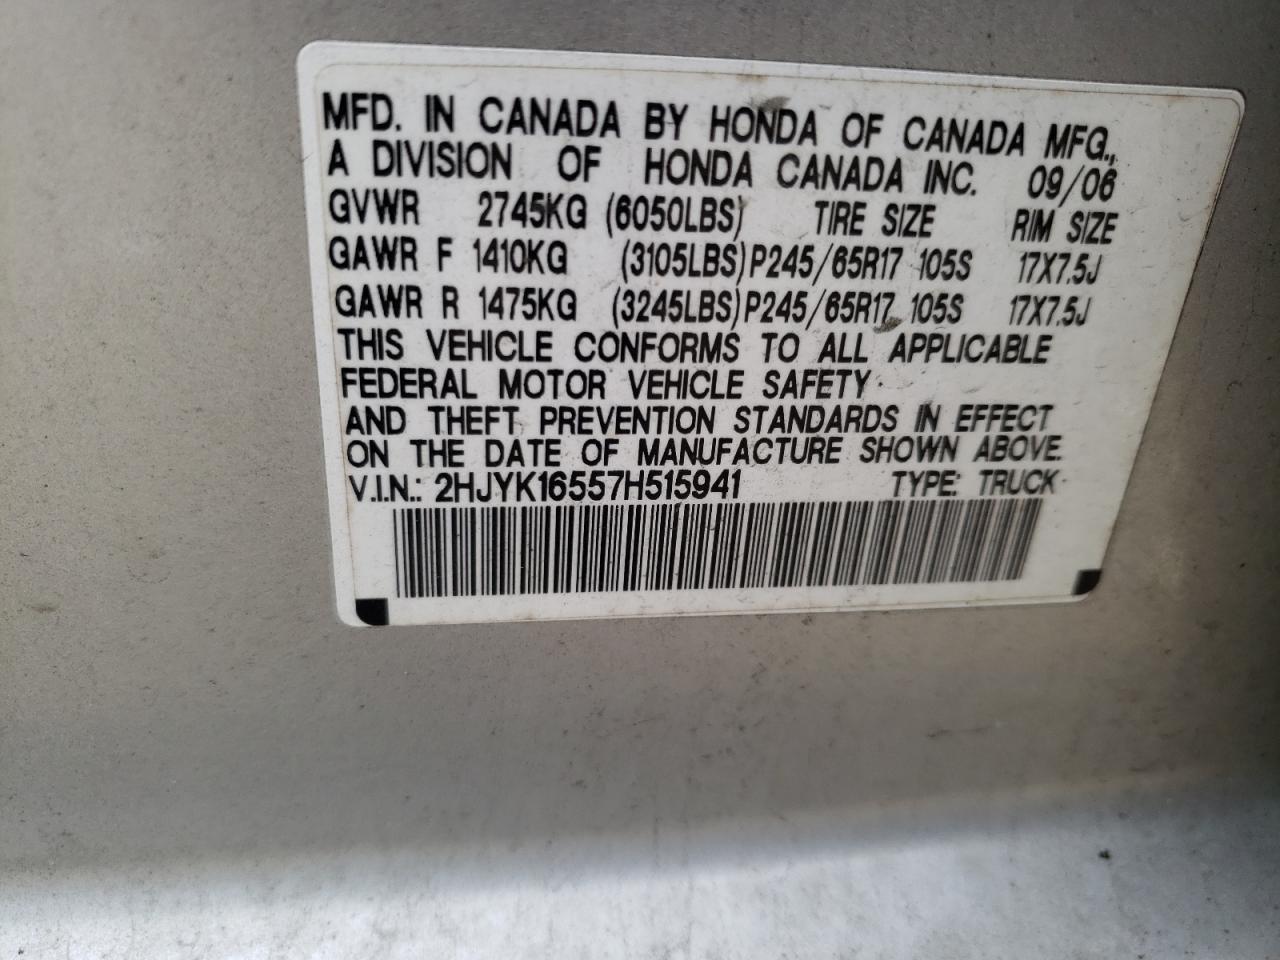 MFD. IN CANADA BY HONDA OF CANADA MFG.,
A DIVISION OF HONDA CANADA INC. 09/06
GVWR 2745KG (6050LBS) TIRE SIZE RIM SIZE
GAWR F 1410KG (3105LBS) P245/65R17 105S 17X7.5J
GAWR R 1475KG (3245LBS) P245/65R17 105S 17X7.5J
THIS VEHICLE CONFORMS TO ALL APPLICABLE
FEDERAL MOTOR VEHICLE SAFETY
AND THEFT PREVENTION STANDARDS IN EFFECT
ON THE DATE OF MANUFACTURE SHOWN ABOVE.
V.I.N.: 2HJYK16557H515941 TYPE: TRUCK